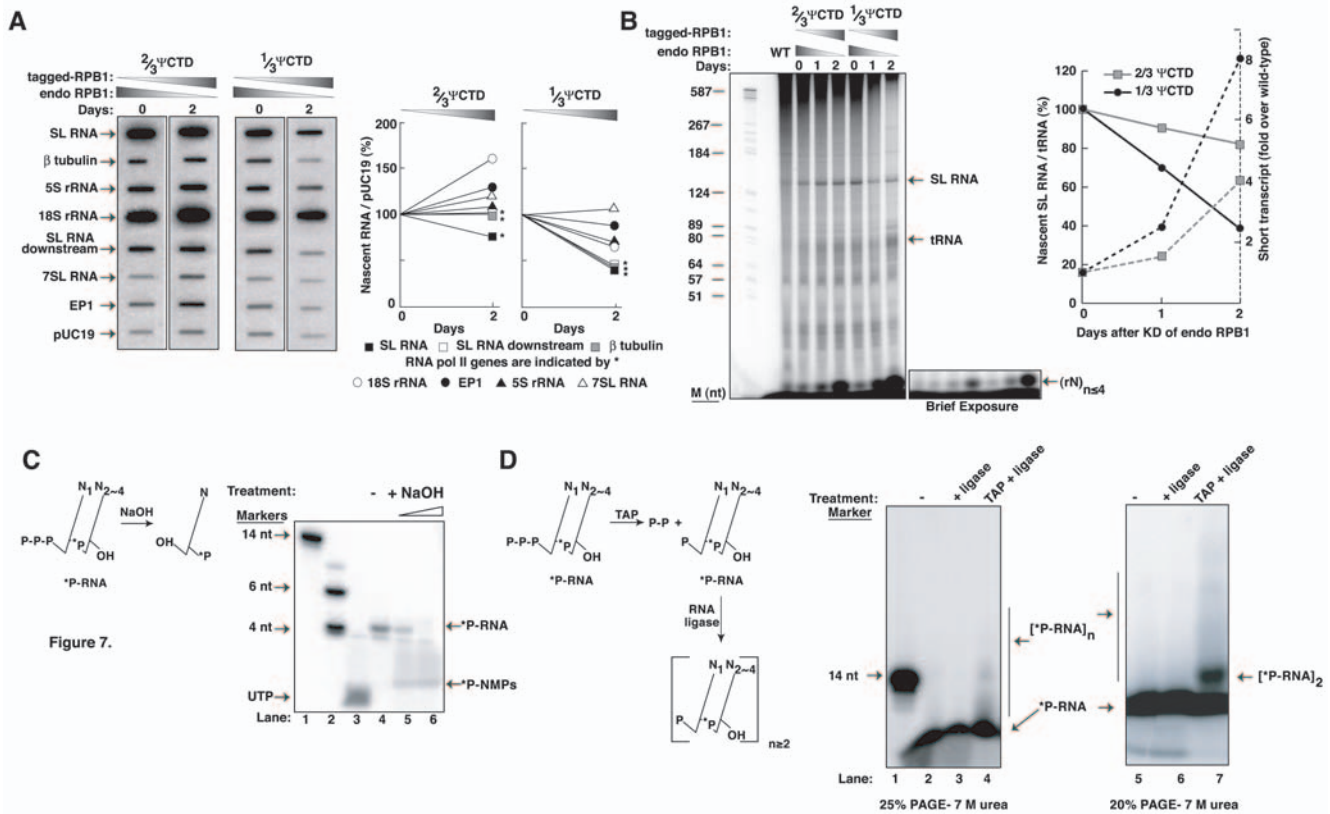 A
2/3ΨCTD 1/3ΨCTD
tagged-RPB1:
endo RPB1:
Days: 0 2 0 2
SL RNA
β tubulin
5S rRNA
18S rRNA
SL RNA
downstream
7SL RNA
EP1
pUC19
2/3ΨCTD 1/3ΨCTD
Nascent RNA / pUC19 (%)
200
150
100
0
*
*
*
*
*
0 2 0 2
Days Days
SL RNA SL RNA downstream β tubulin
RNA pol II genes are indicated by *
18S rRNA EP1 5S rRNA 7SL RNA
B
2/3ΨCTD 1/3ΨCTD
tagged-RPB1:
endo RPB1: WT
Days: 0 1 2 0 1 2
587
267
184
124
89
80
64
57
51
M (nt)
SL RNA
tRNA
(rN)n≤4
Brief Exposure
2/3 ΨCTD
1/3 ΨCTD
Nascent SL RNA / tRNA (%)
120
100
80
60
40
20
0
8
6
4
2
Short transcript (fold over wild-type)
0 1 2
Days after KD of endo RPB1
C
N1 N2~4
P-P-P *P OH
*P-RNA
NaOH
N
OH *P
Treatment: - + NaOH
Markers
14 nt
6 nt
4 nt
UTP
*P-RNA
*P-NMPs
Lane: 1 2 3 4 5 6
Figure 7.
D
N1 N2~4
P-P-P *P OH
*P-RNA
TAP
P-P +
N1 N2~4
P *P OH
*P-RNA
RNA
ligase
N1 N2~4
P *P OH
n≥2
Treatment: - + ligase TAP + ligase
Marker
14 nt
[*P-RNA]n
*P-RNA
Lane: 1 2 3 4
25% PAGE- 7 M urea
- + ligase TAP + ligase
[*P-RNA]2
5 6 7
20% PAGE- 7 M urea